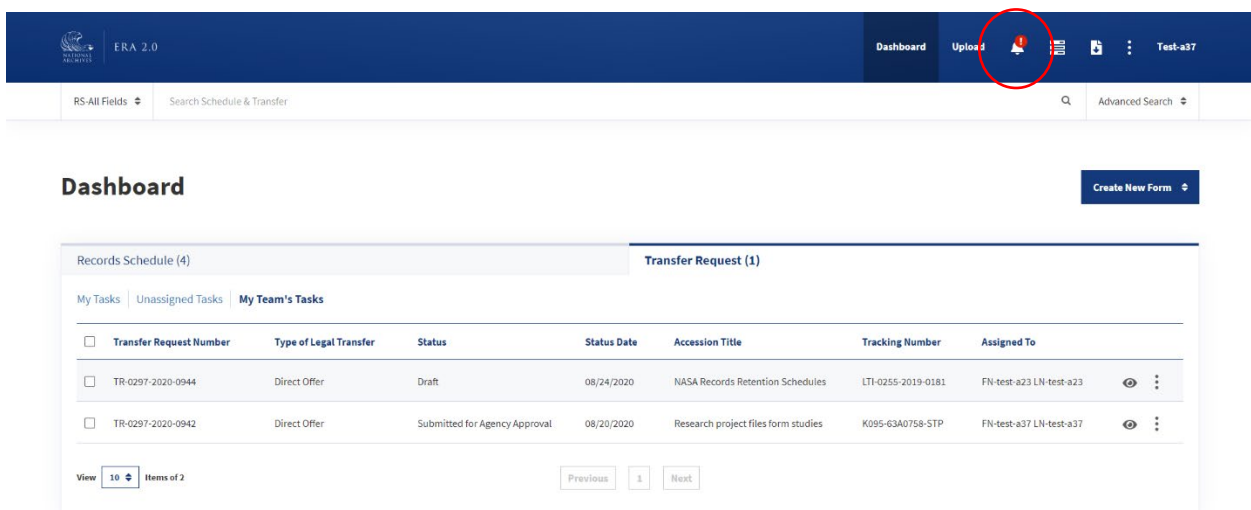 NATIONAL
ARCHIVES
ERA 2.0
Dashboard Upload ! Test-a37
RS-All Fields Search Schedule & Transfer Advanced Search
Dashboard
Create New Form
Records Schedule (4) Transfer Request (1)
My Tasks Unassigned Tasks My Team's Tasks
Transfer Request Number Type of Legal Transfer Status Status Date Accession Title Tracking Number Assigned To
TR-0297-2020-0944 Direct Offer Draft 08/24/2020 NASA Records Retention Schedules LTI-0255-2019-0181 FN-test-a23 LN-test-a23
TR-0297-2020-0942 Direct Offer Submitted for Agency Approval 08/20/2020 Research project files form studies K095-63A0758-STP FN-test-a37 LN-test-a37
View 10 Items of 2 Previous 1 Next